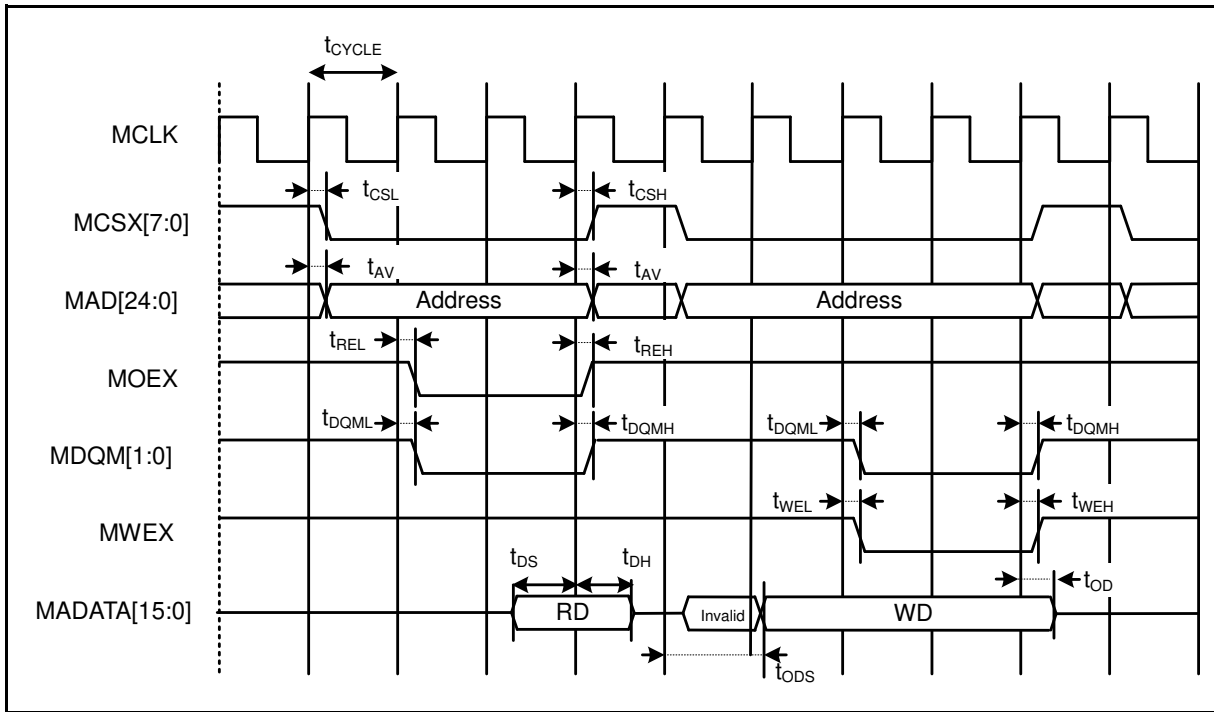 tCYCLE
MCLK
tCSL
tCSH
MCSX[7:0]
tAV
tAV
MAD[24:0]
Address
Address
tREL
tREH
MOEX
tDQML
tDQMH
tDQML
tDQMH
MDQM[1:0]
tWEL
tWEH
MWEX
tDS
tDH
tOD
MADATA[15:0]
RD
Invalid
WD
tODS